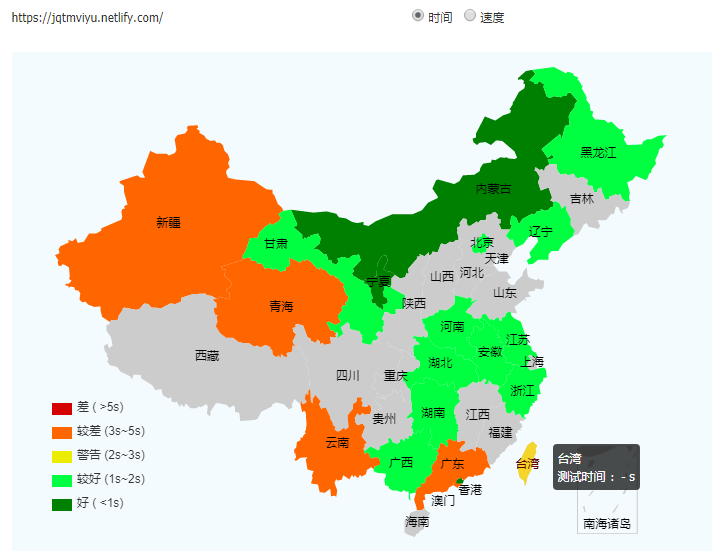 https://jqtmviyu.netlify.com/
时间 速度
黑龙江
内蒙古
吉林
新疆
辽宁
甘肃
北京
天津
河北
山西
宁夏
山东
青海
陕西
河南
江苏
安徽
上海
西藏
湖北
四川
重庆
浙江
湖南
江西
贵州
福建
云南
广西
广东
台湾
香港
澳门
海南
南海诸岛
台湾
测试时间：- s
差 ( >5s)
较差 (3s~5s)
警告 (2s~3s)
较好 (1s~2s)
好 ( <1s)